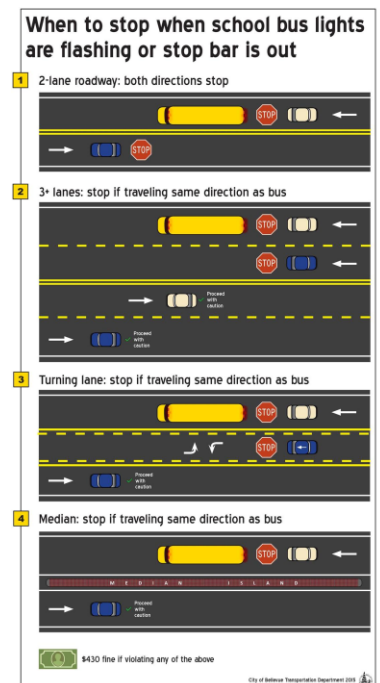 When to stop when school bus lights
are flashing or stop bar is out
1 2-lane roadway: both directions stop
STOP
STOP
2 3+ lanes: stop if traveling same direction as bus
STOP
STOP
Proceed
with
caution
Proceed
with
caution
3 Turning lane: stop if traveling same direction as bus
STOP
STOP
Proceed
with
caution
4 Median: stop if traveling same direction as bus
STOP
MEDIAN ISLAND
Proceed
with
caution
$430 fine if violating any of the above
City of Bellevue Transportation Department 2015